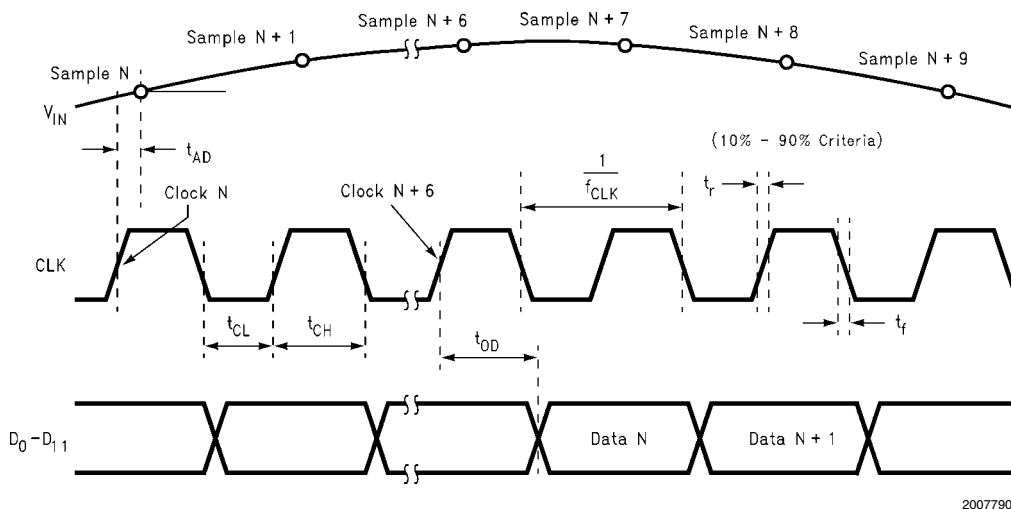 Sample N
Sample N + 1
Sample N + 6
Sample N + 7
Sample N + 8
Sample N + 9
V_IN
t_AD
(10% - 90% Criteria)
Clock N
Clock N + 6
1
f_CLK
t_r
CLK
t_CL
t_CH
t_OD
t_f
D_0-D_11
Data N
Data N + 1
2007790